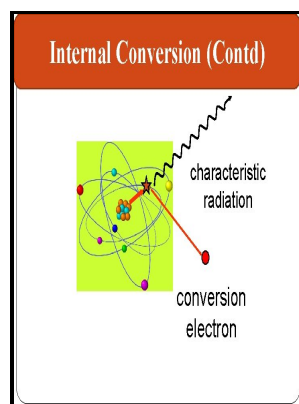 Internal Conversion (Contd)
characteristic
radiation
conversion
electron